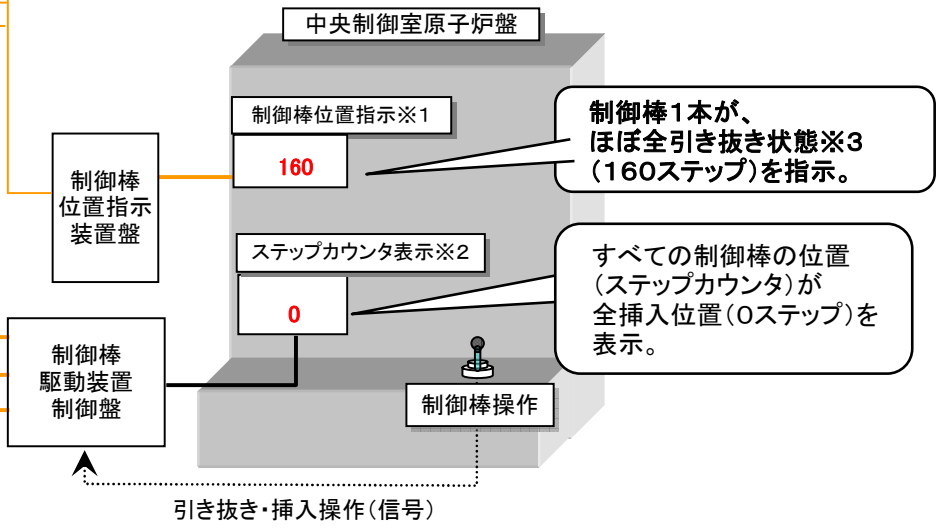 中央制御室原子炉盤
制御棒位置指示※1
160
制御棒1本が、
ほぼ全引き抜き状態※3
(160ステップ)を指示。
制御棒
位置指示
装置盤
ステップカウンタ表示※2
0
すべての制御棒の位置
(ステップカウンタ)が
全挿入位置(0ステップ)を
表示。
制御棒
駆動装置
制御盤
制御棒操作
引き抜き・挿入操作(信号)